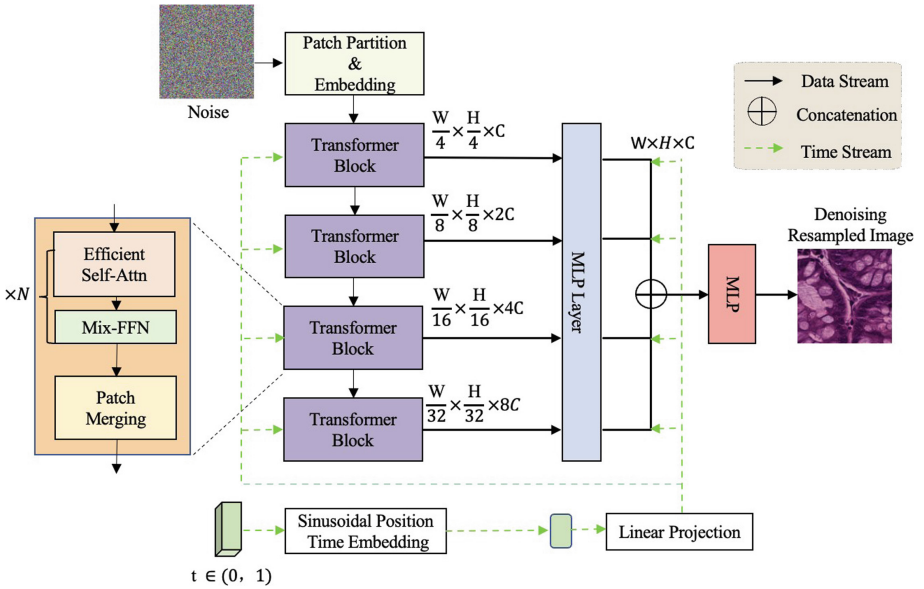 Noise
Patch Partition
&
Embedding
Transformer
Block
W/4 × H/4 × C
Transformer
Block
W/8 × H/8 × 2C
Transformer
Block
W/16 × H/16 × 4C
Transformer
Block
W/32 × H/32 × 8C
×N
Efficient
Self-Attn
Mix-FFN
Patch
Merging
MLP Layer
W×H×C
MLP
Data Stream
Concatenation
Time Stream
Denoising
Resampled Image
t ∈ (0, 1)
Sinusoidal Position
Time Embedding
Linear Projection